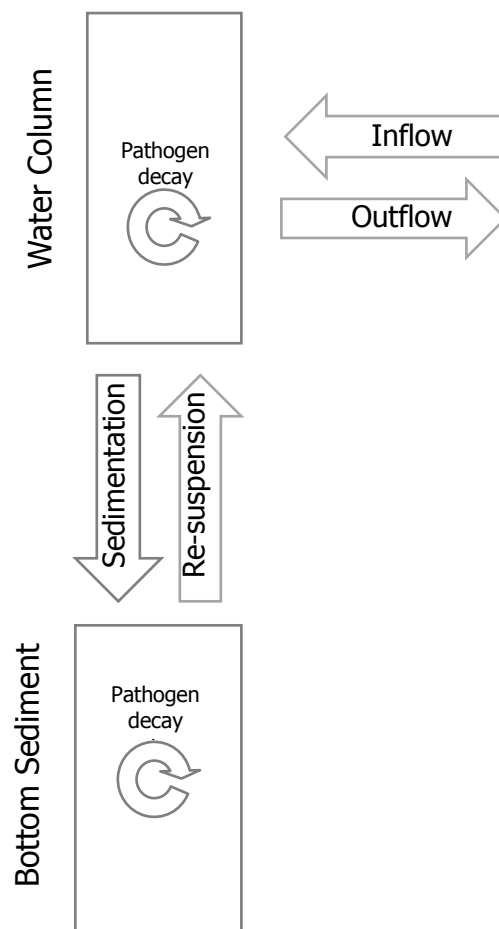 Water Column
Pathogen
decay
Inflow
Outflow
Sedimentation
Re-suspension
Bottom Sediment
Pathogen
decay